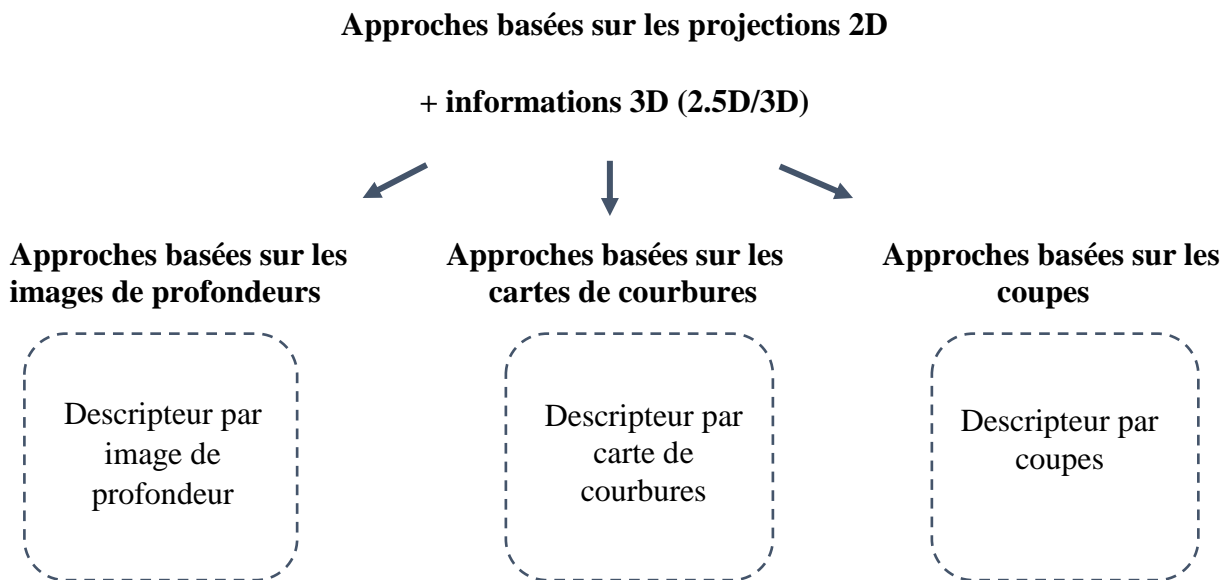 Approches basées sur les projections 2D
+ informations 3D (2.5D/3D)
Approches basées sur les
images de profondeurs
Approches basées sur les
cartes de courbures
Approches basées sur les
coupes
Descripteur par
image de
profondeur
Descripteur par
carte de
courbures
Descripteur par
coupes